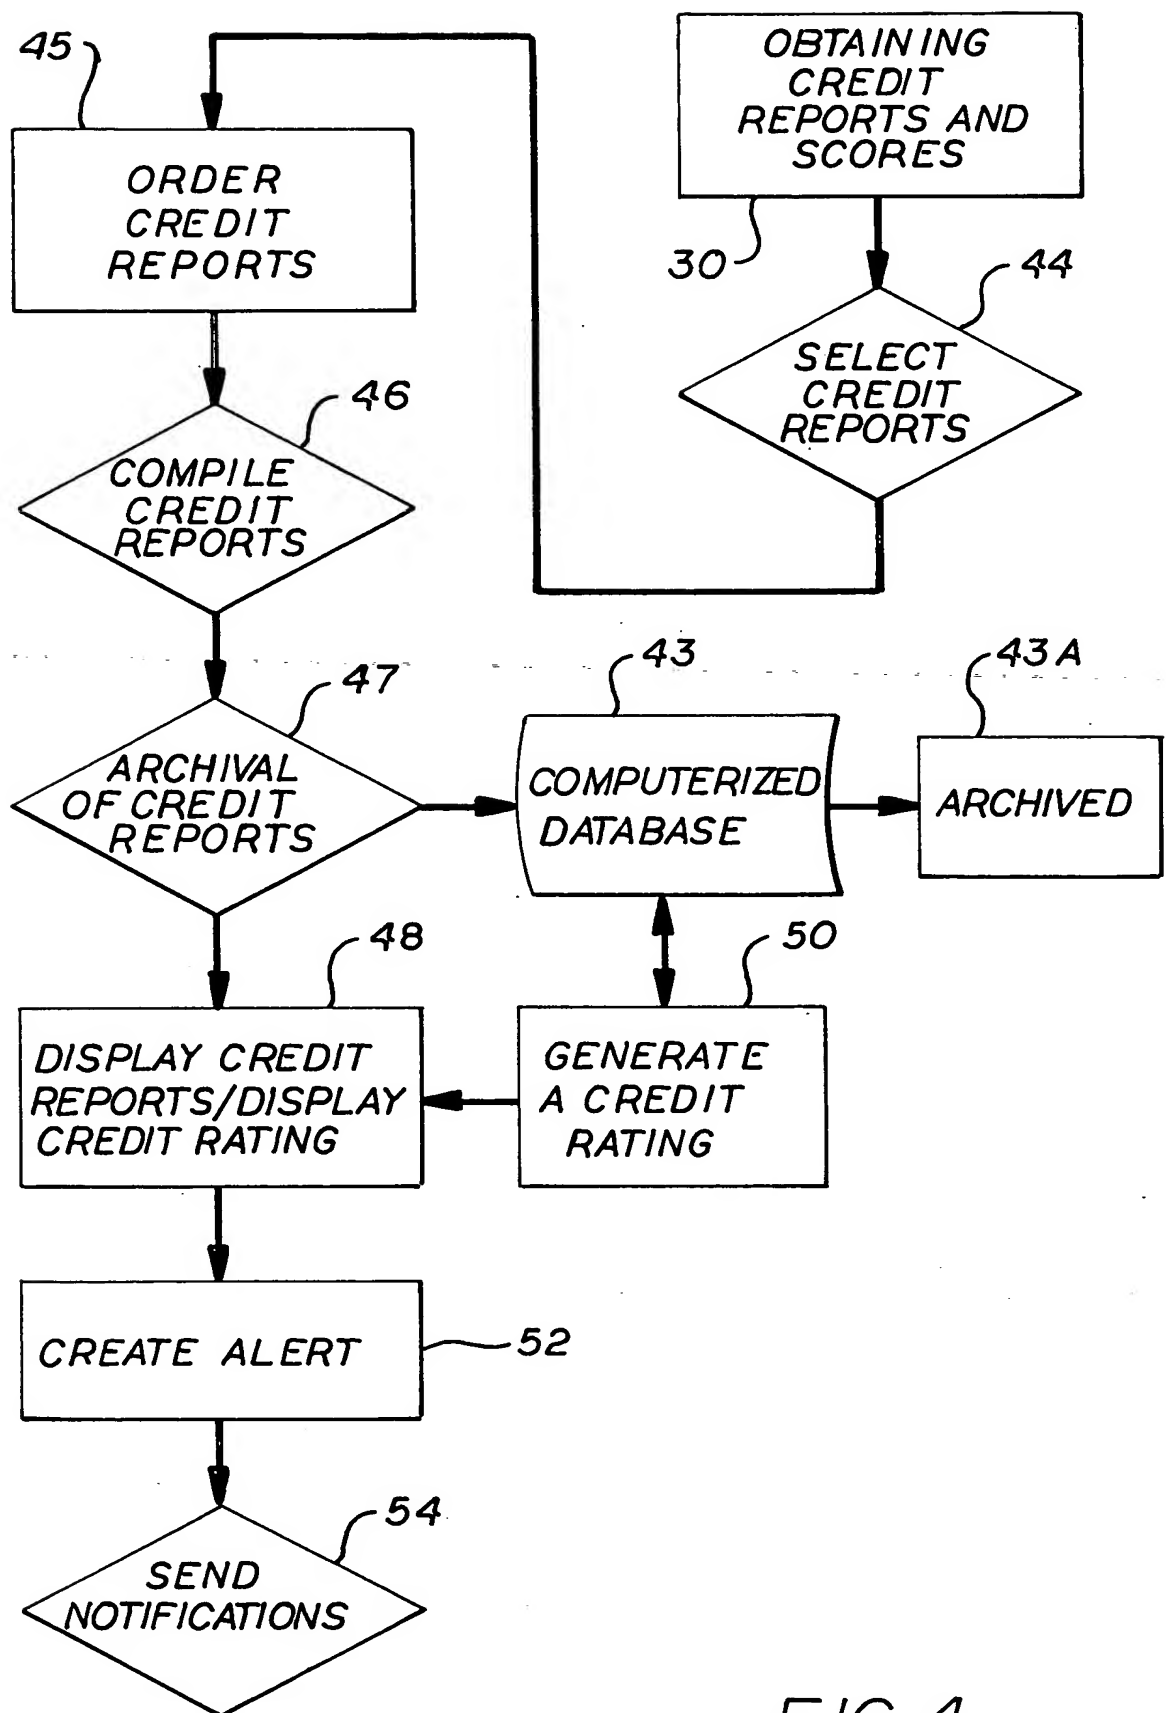 OBTAINING
CREDIT
REPORTS AND
SCORES
30
44
SELECT
CREDIT
REPORTS
45
ORDER
CREDIT
REPORTS
46
COMPILE
CREDIT
REPORTS
47
ARCHIVAL
OF CREDIT
REPORTS
43
COMPUTERIZED
DATABASE
43A
ARCHIVED
48
DISPLAY CREDIT
REPORTS/DISPLAY
CREDIT RATING
50
GENERATE
A CREDIT
RATING
CREATE ALERT
52
54
SEND
NOTIFICATIONS
FIG. 4